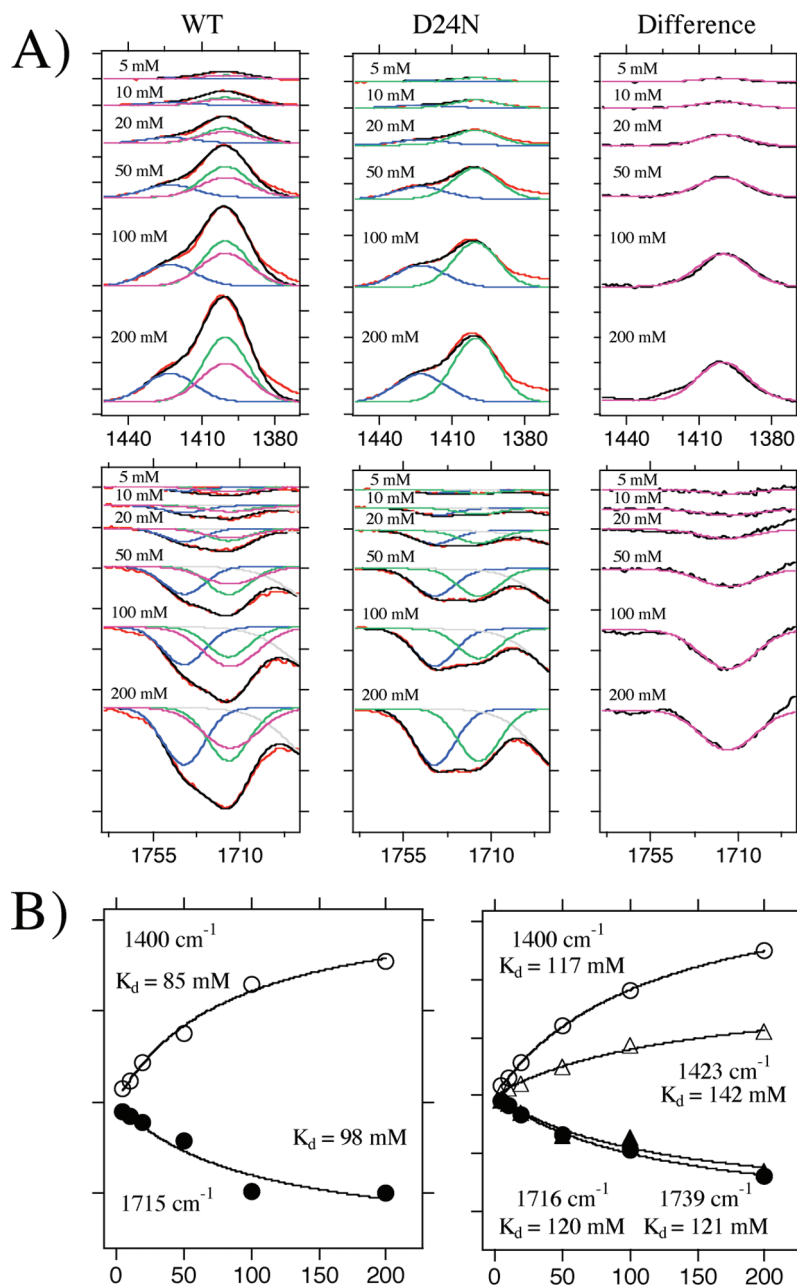 WT D24N Difference
A)
5 mM 5 mM 5 mM
10 mM 10 mM 10 mM
20 mM 20 mM 20 mM
50 mM 50 mM 50 mM
100 mM 100 mM 100 mM
200 mM 200 mM 200 mM
1440 1410 1380 1440 1410 1380 1440 1410 1380
5 mM 5 mM 5 mM
10 mM 10 mM 10 mM
20 mM 20 mM 20 mM
50 mM 50 mM 50 mM
100 mM 100 mM 100 mM
200 mM 200 mM 200 mM
1755 1710 1755 1710 1755 1710
B)
1400 cm⁻¹
K_d = 85 mM
K_d = 98 mM
1715 cm⁻¹
0 50 100 150 200
1400 cm⁻¹
K_d = 117 mM
1423 cm⁻¹
K_d = 142 mM
1716 cm⁻¹ 1739 cm⁻¹
K_d = 120 mM K_d = 121 mM
0 50 100 150 200